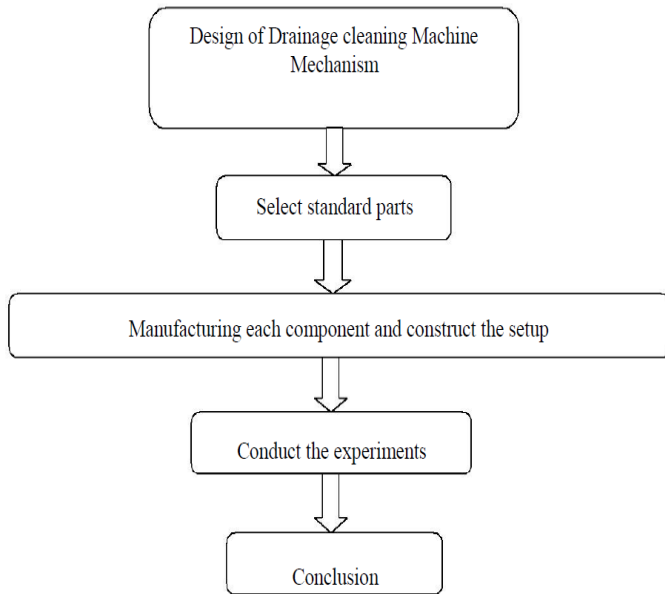 Design of Drainage cleaning Machine
Mechanism
Select standard parts
Manufacturing each component and construct the setup
Conduct the experiments
Conclusion